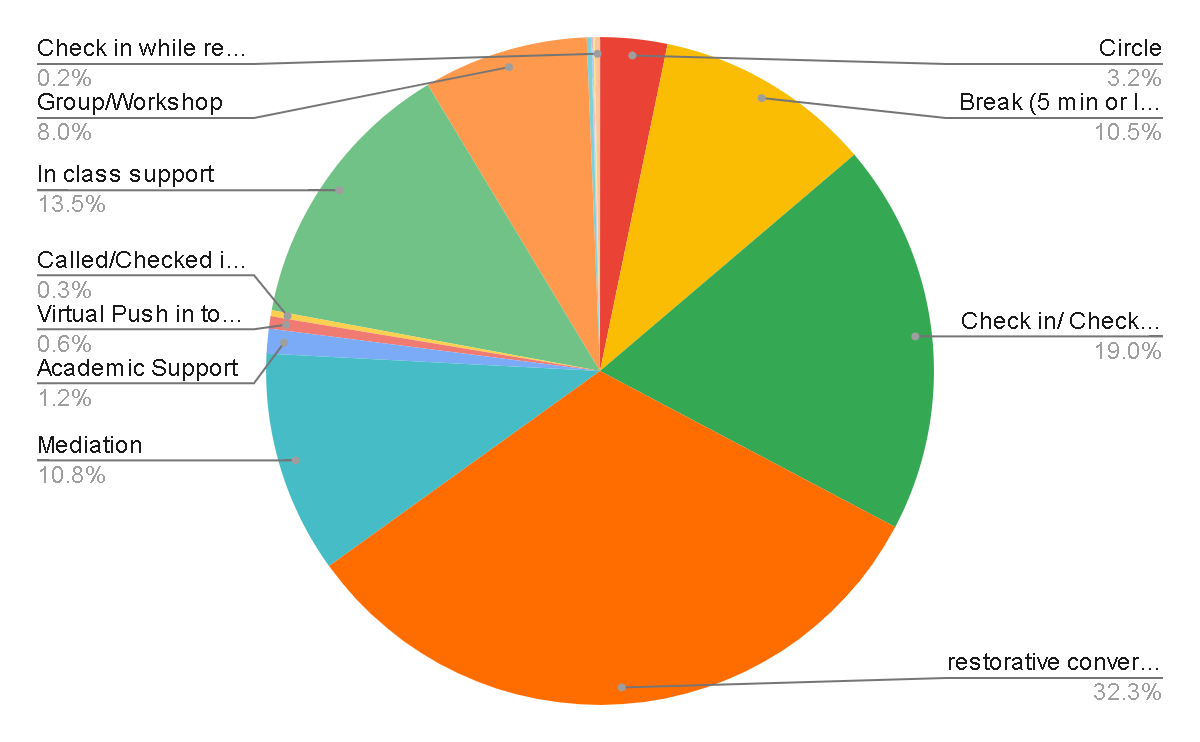 Check in while re...
0.2%
Group/Workshop
8.0%
In class support
13.5%
Called/Checked i...
0.3%
Virtual Push in to...
0.6%
Academic Support
1.2%
Mediation
10.8%
Circle
3.2%
Break (5 min or l...
10.5%
Check in/ Check...
19.0%
restorative conver...
32.3%